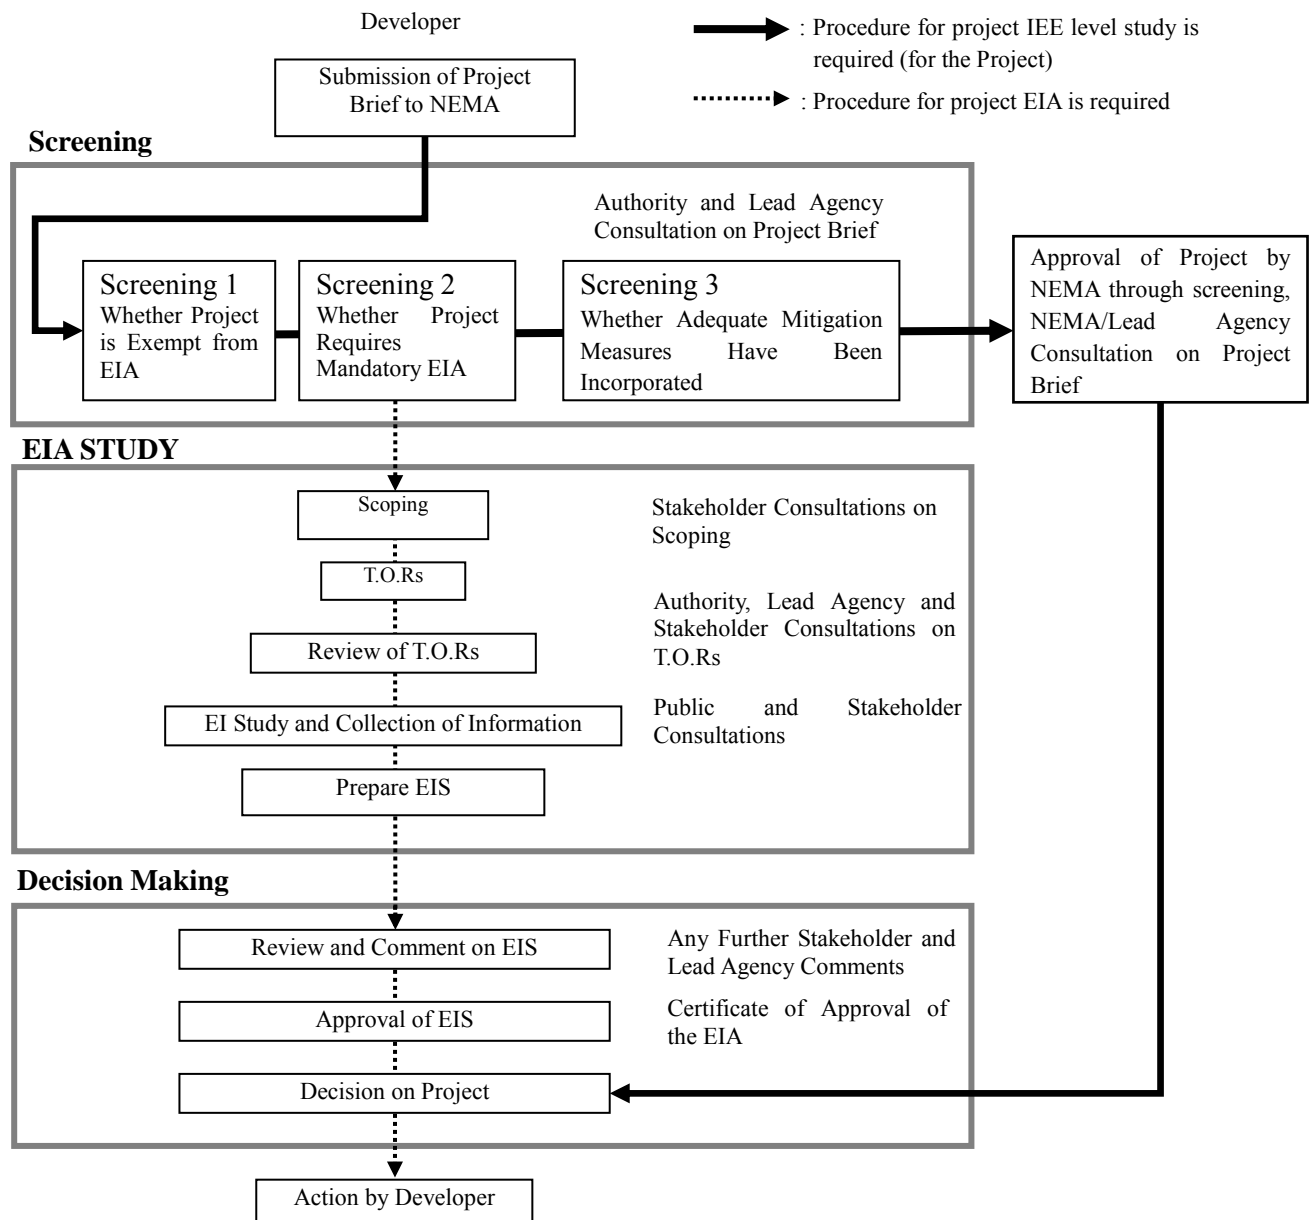 Developer
: Procedure for project IEE level study is
required (for the Project)
: Procedure for project EIA is required
Submission of Project
Brief to NEMA
Screening
Authority and Lead Agency
Consultation on Project Brief
Screening 1
Whether Project
is Exempt from
EIA
Screening 2
Whether Project
Requires
Mandatory EIA
Screening 3
Whether Adequate Mitigation
Measures Have Been
Incorporated
Approval of Project by
NEMA through screening,
NEMA/Lead Agency
Consultation on Project
Brief
EIA STUDY
Scoping
Stakeholder Consultations on
Scoping
T.O.Rs
Authority, Lead Agency and
Stakeholder Consultations on
T.O.Rs
Review of T.O.Rs
EI Study and Collection of Information
Public and Stakeholder
Consultations
Prepare EIS
Decision Making
Review and Comment on EIS
Any Further Stakeholder and
Lead Agency Comments
Approval of EIS
Certificate of Approval of
the EIA
Decision on Project
Action by Developer